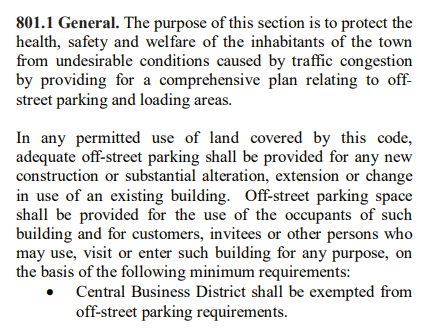 801.1 General. The purpose of this section is to protect the
health, safety and welfare of the inhabitants of the town
from undesirable conditions caused by traffic congestion
by providing for a comprehensive plan relating to off-
street parking and loading areas.
In any permitted use of land covered by this code,
adequate off-street parking shall be provided for any new
construction or substantial alteration, extension or change
in use of an existing building.  Off-street parking space
shall be provided for the use of the occupants of such
building and for customers, invitees or other persons who
may use, visit or enter such building for any purpose, on
the basis of the following minimum requirements:
• Central Business District shall be exempted from
off-street parking requirements.